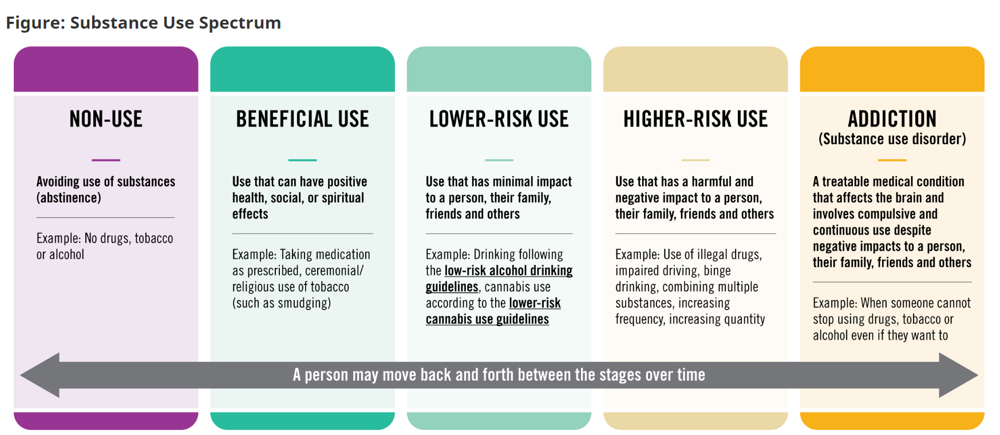 Figure: Substance Use Spectrum
NON-USE
Avoiding use of substances
(abstinence)
Example: No drugs, tobacco
or alcohol
BENEFICIAL USE
Use that can have positive
health, social, or spiritual
effects
Example: Taking medication
as prescribed, ceremonial/
religious use of tobacco
(such as smudging)
LOWER-RISK USE
Use that has minimal impact
to a person, their family,
friends and others
Example: Drinking following
the low-risk alcohol drinking
guidelines, cannabis use
according to the lower-risk
cannabis use guidelines
HIGHER-RISK USE
Use that has a harmful and
negative impact to a person,
their family, friends and others
Example: Use of illegal drugs,
impaired driving, binge
drinking, combining multiple
substances, increasing
frequency, increasing quantity
ADDICTION
(Substance use disorder)
A treatable medical condition
that affects the brain and
involves compulsive and
continuous use despite
negative impacts to a person,
their family, friends and others
Example: When someone cannot
stop using drugs, tobacco or
alcohol even if they want to
A person may move back and forth between the stages over time